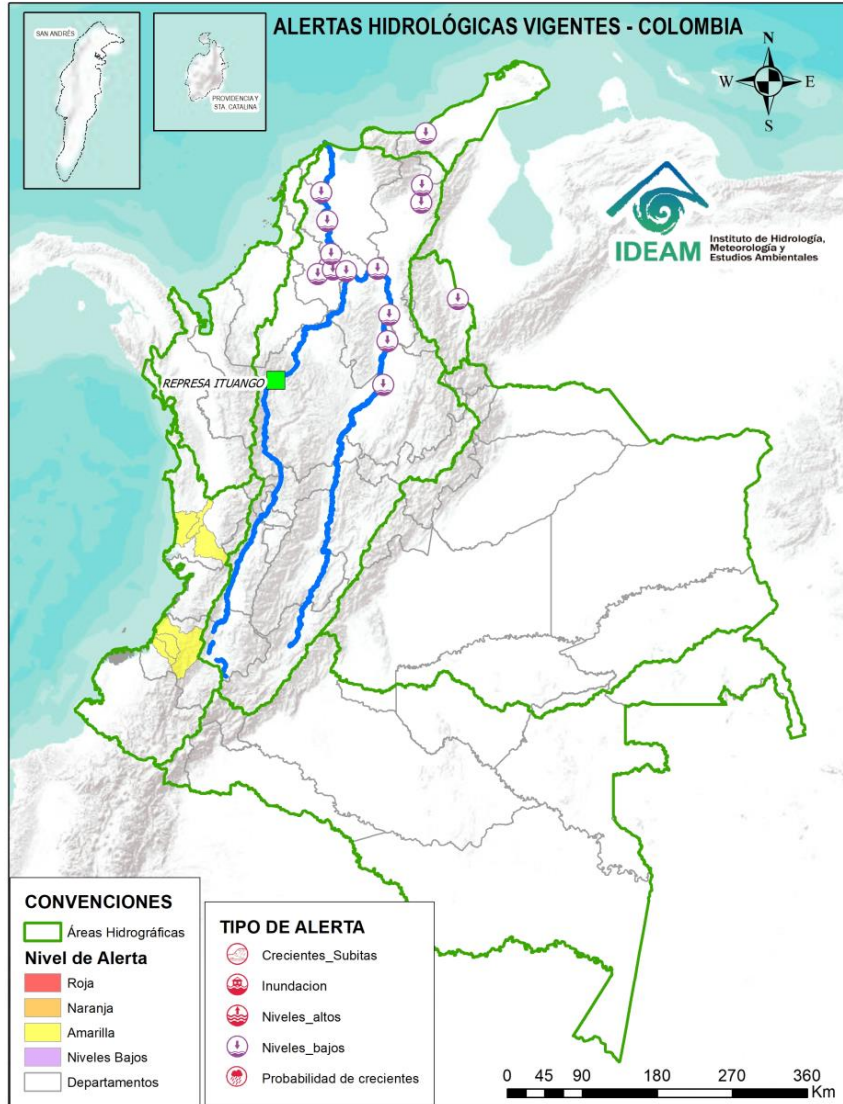 ALERTAS HIDROLÓGICAS VIGENTES - COLOMBIA
SAN ANDRÉS
PROVIDENCIA Y
STA. CATALINA
N
W
E
S
IDEAM
Instituto de Hidrología,
Meteorología y
Estudios Ambientales
REPRESA ITUANGO
CONVENCIONES
Áreas Hidrográficas
Nivel de Alerta
Roja
Naranja
Amarilla
Niveles Bajos
Departamentos
TIPO DE ALERTA
Crecientes_Subitas
Inundacion
Niveles_altos
Niveles_bajos
Probabilidad de crecientes
0 45 90 180 270 360
Km